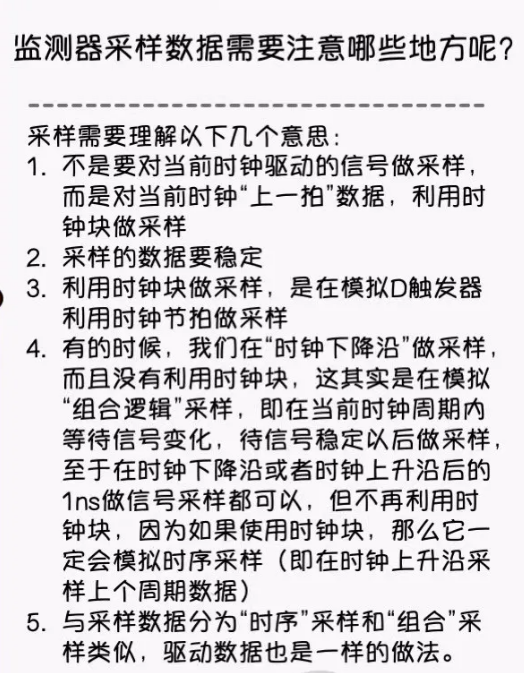 监测器采样数据需要注意哪些地方呢?
采样需要理解以下几个意思:
1. 不是要对当前时钟驱动的信号做采样,
而是对当前时钟“上一拍”数据, 利用时
钟块做采样
2. 采样的数据要稳定
3. 利用时钟块做采样, 是在模拟D触发器
利用时钟节拍做采样
4. 有的时候, 我们在“时钟下降沿”做采样,
而且没有利用时钟块, 这其实是在模拟
“组合逻辑”采样, 即在当前时钟周期内
等待信号变化, 待信号稳定以后做采样,
至于在时钟下降沿或者时钟上升沿后的
1ns做信号采样都可以, 但不再利用时
钟块, 因为如果使用时钟块, 那么它一
定会模拟时序采样 (即在时钟上升沿采
样上个周期数据)
5. 与采样数据分为“时序”采样和“组合”采
样类似, 驱动数据也是一样的做法。